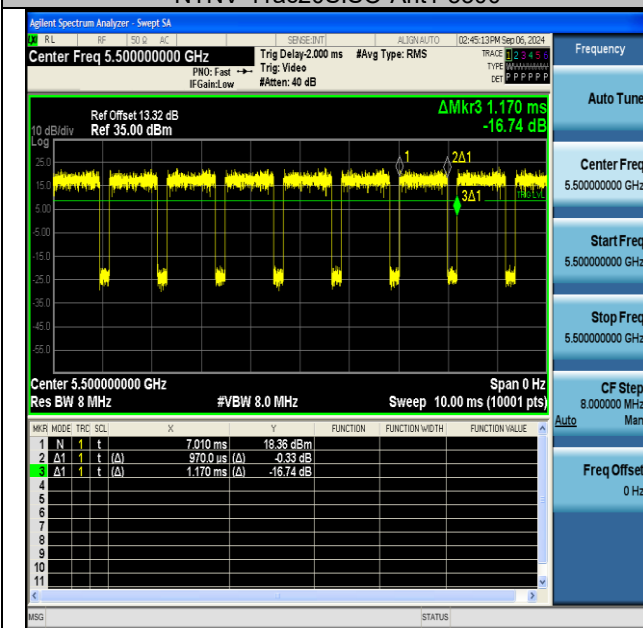 Agilent Spectrum Analyzer - Swept SA
RL RF 50 Ω AC SENSE:INT ALIGN AUTO 02:45:13PM Sep 06, 2024
Center Freq 5.500000000 GHz
PNO: Fast
IFGain:Low
Trig Delay-2.000 ms
Trig: Video
#Atten: 40 dB
#Avg Type: RMS
TRACE 1 2 3 4 5 6
TYPE
DET P P P P P P
Frequency
Auto Tune
Center Freq
5.500000000 GHz
Start Freq
5.500000000 GHz
Stop Freq
5.500000000 GHz
CF Step
8.000000 MHz
Auto Man
Freq Offset
0 Hz
10 dB/div
Log
Ref Offset 13.32 dB
Ref 35.00 dBm
ΔMkr3 1.170 ms
-16.74 dB
25.0
15.0
5.00
-5.00
-15.0
-25.0
-35.0
-45.0
-55.0
1
2Δ1
3Δ1
TRIG LVL
Center 5.500000000 GHz Span 0 Hz
Res BW 8 MHz #VBW 8.0 MHz Sweep 10.00 ms (10001 pts)
MKR MODE TRC SCL X Y FUNCTION FUNCTION WIDTH FUNCTION VALUE
1 N 1 t 7.010 ms 18.36 dBm
2 Δ1 1 t (Δ) 970.0 µs (Δ) -0.33 dB
3 Δ1 1 t (Δ) 1.170 ms (Δ) -16.74 dB
4
5
6
7
8
9
10
11
MSG STATUS